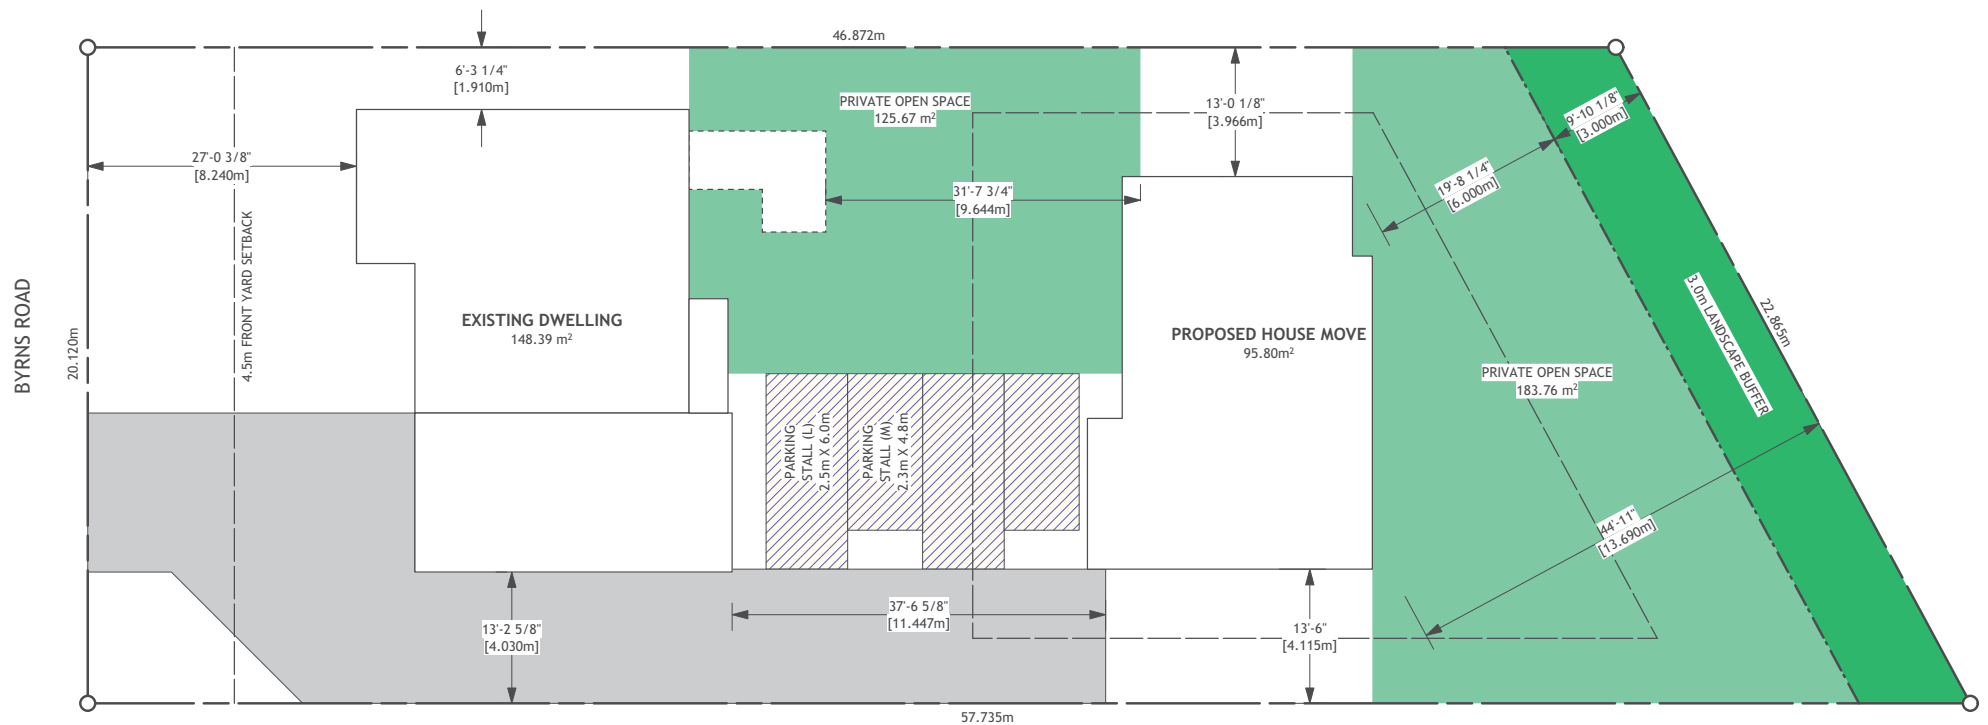 46.872m
6'-3 1/4"
[1.910m]
PRIVATE OPEN SPACE
125.67 m²
13'-0 1/8"
[3.966m]
9'-10 1/8"
[3.000m]
27'-0 3/8"
[8.240m]
31'-7 3/4"
[9.644m]
19'-8 1/4"
[6.000m]
4.5m FRONT YARD SETBACK
BYRNS ROAD
20.120m
EXISTING DWELLING
148.39 m²
PROPOSED HOUSE MOVE
95.80m²
3.0m LANDSCAPE BUFFER
22.865m
PRIVATE OPEN SPACE
183.76 m²
PARKING
STALL (L)
2.5m X 6.0m
PARKING
STALL (M)
2.3m X 4.8m
44'-11"
[13.690m]
37'-6 5/8"
[11.447m]
13'-2 5/8"
[4.030m]
13'-6"
[4.115m]
57.735m